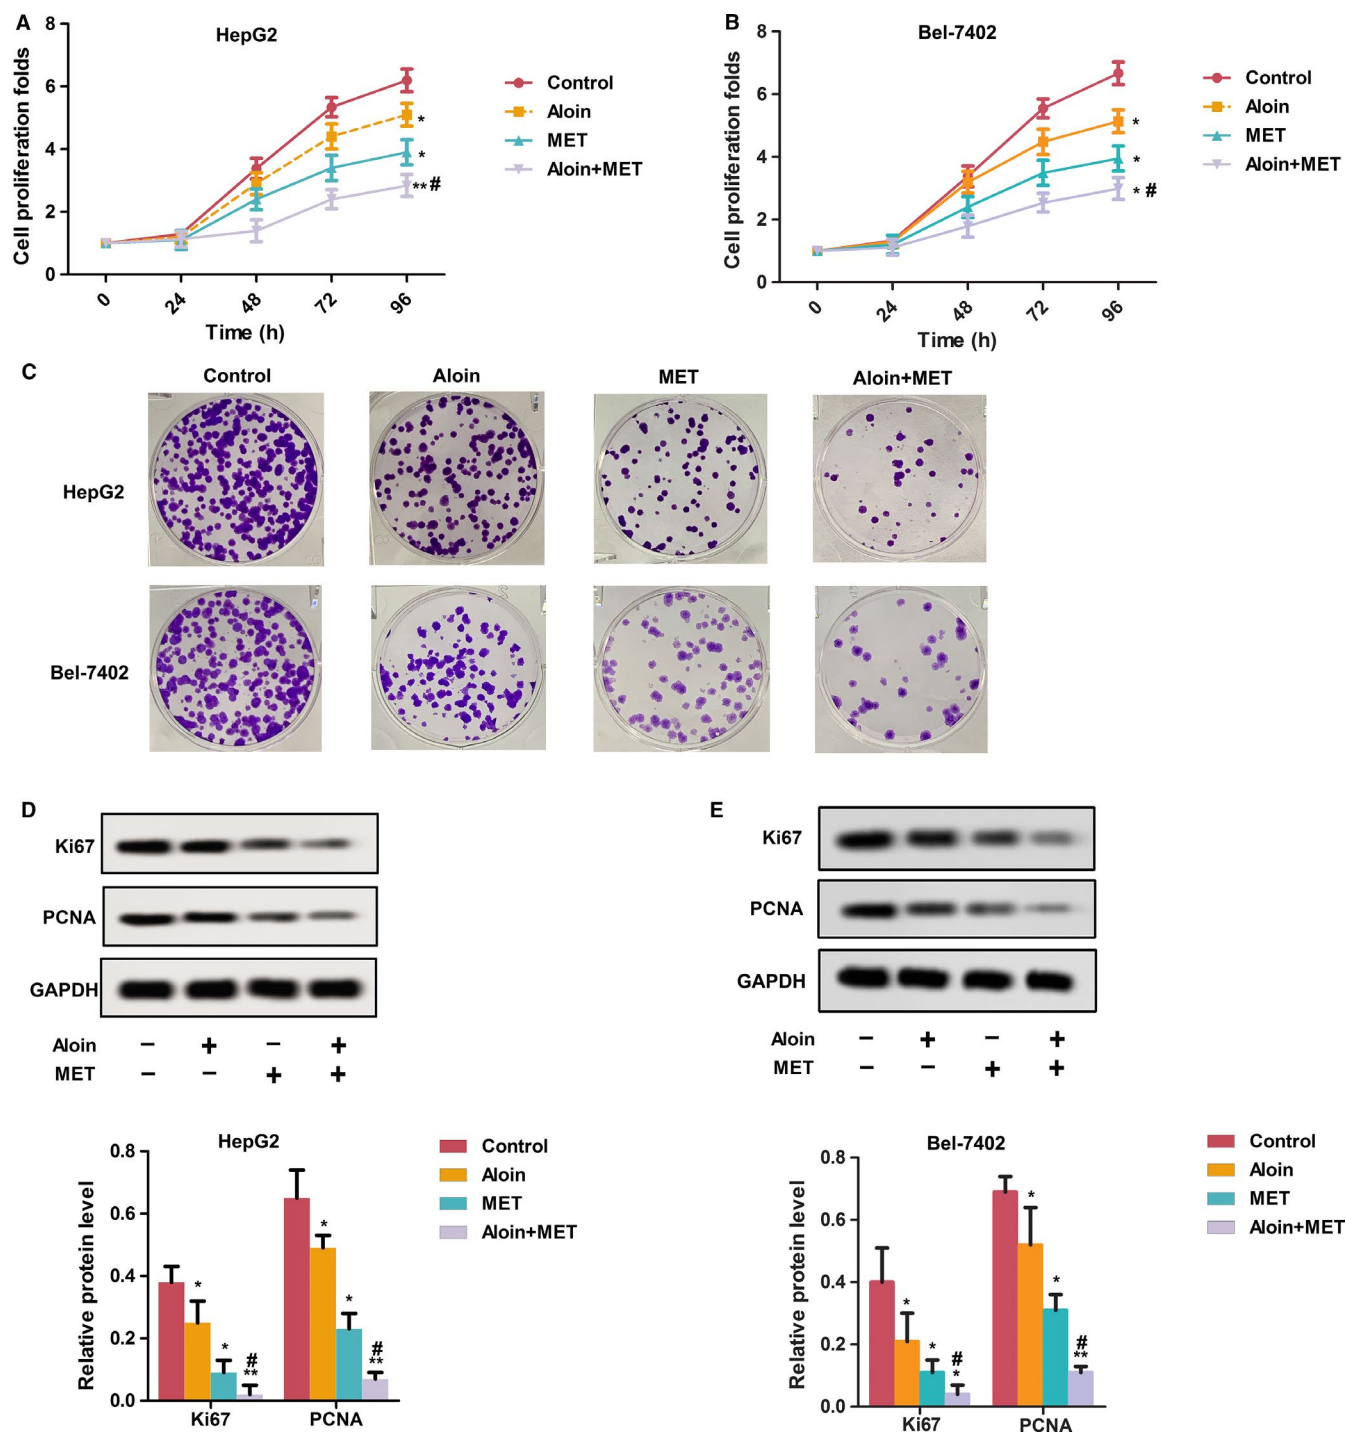 A
HepG2
Cell proliferation folds
8
6
4
2
0
0
24
48
72
96
Time (h)
Control
Aloin
MET
Aloin+MET
*
*
**#
B
Bel-7402
Cell proliferation folds
8
6
4
2
0
0
24
48
72
96
Time (h)
Control
Aloin
MET
Aloin+MET
*
*
* #
C
Control Aloin MET Aloin+MET
HepG2
Bel-7402
D
Ki67
PCNA
GAPDH
Aloin − + − +
MET − − + +
HepG2
Relative protein level
0.8
0.6
0.4
0.2
0.0
*
*
#
**
*
*
#
**
Ki67 PCNA
Control
Aloin
MET
Aloin+MET
E
Ki67
PCNA
GAPDH
Aloin − + − +
MET − − + +
Bel-7402
Relative protein level
0.8
0.6
0.4
0.2
0.0
*
*
#
*
*
*
#
**
Ki67 PCNA
Control
Aloin
MET
Aloin+MET